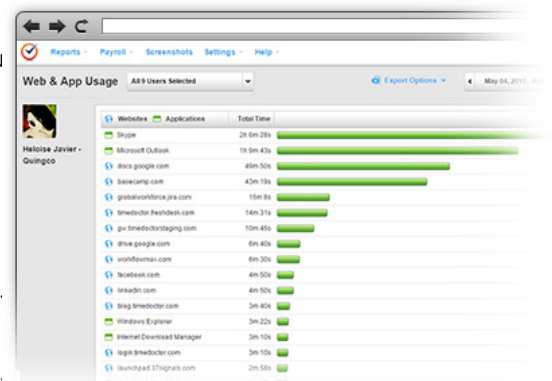 Reports Payroll Screenshots Settings Help
Web & App Usage All 9 Users Selected Export Options May 04, 2015
Heloise Javier -
Quingco
Websites Applications Total Time
Skype 2h 6m 28s
Microsoft Outlook 1h 9m 43s
docs.google.com 49m 50s
basecamp.com 43m 19s
globalworkforce.jira.com 15m 8s
timedoctor.freshdesk.com 14m 31s
gv.timedoctorstaging.com 10m 45s
drive.google.com 6m 40s
workflowmax.com 6m 30s
facebook.com 4m 50s
linkedin.com 4m 50s
blog.timedoctor.com 3m 40s
Windows Explorer 3m 22s
Internet Download Manager 3m 10s
login.timedoctor.com 3m 10s
launchpad.37signals.com 2m 58s